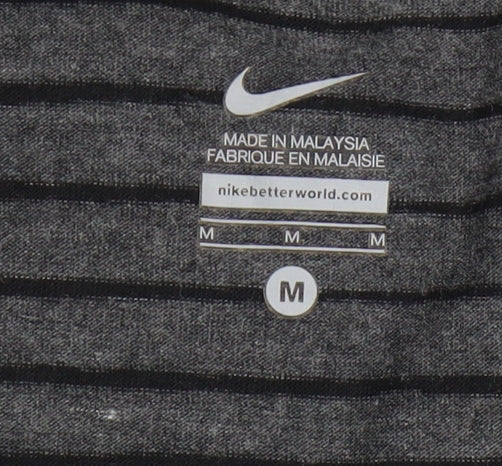 MADE IN MALAYSIA
FABRIQUE EN MALAISIE
nikebetterworld.com
M M M
M